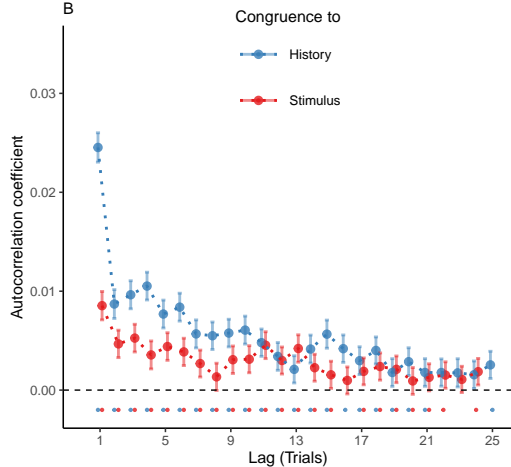 B
Congruence to
History
Stimulus
Autocorrelation coefficient
0.03
0.02
0.01
0.00
1 5 9 13 17 21 25
Lag (Trials)